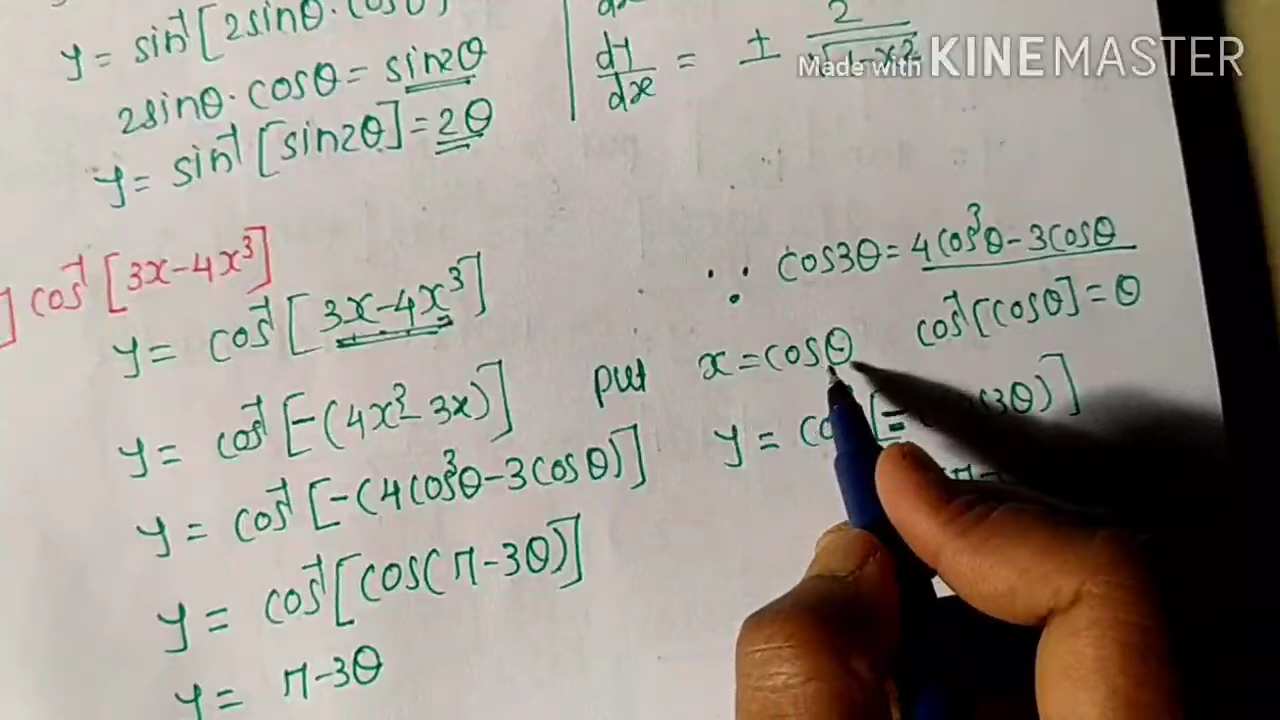 y = sin⁻¹[2sinθ·cosθ]
2sinθ·cosθ = sin2θ
y = sin⁻¹[sin2θ] = 2θ
dy/dx = ± 2/√1-x²
Made with KINEMASTER
] cos⁻¹[3x-4x³]
y = cos⁻¹[3x-4x³]
y = cos⁻¹[-(4x³-3x)]
y = cos⁻¹[-(4cos³θ-3cosθ)]
y = cos⁻¹[cos(π-3θ)]
y = π-3θ
∵ cos3θ = 4cos³θ-3cosθ
cos⁻¹[cosθ] = θ
put x = cosθ